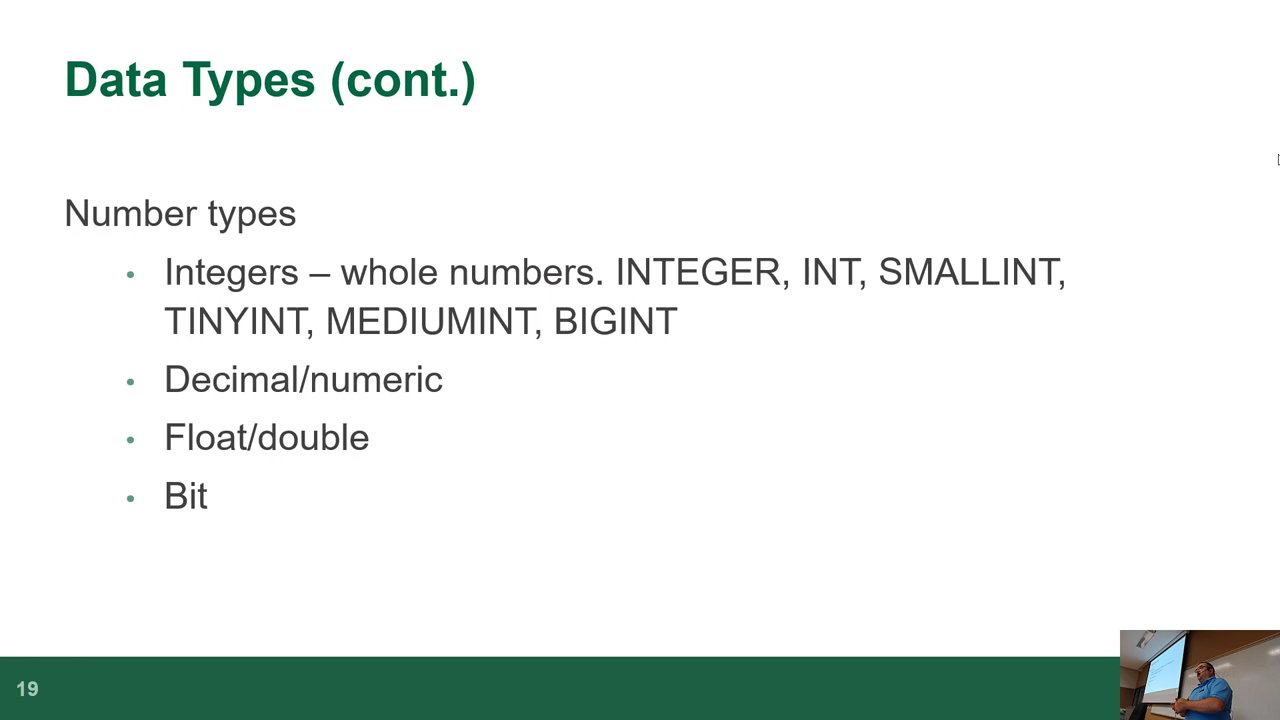 Data Types (cont.)
Number types
• Integers – whole numbers. INTEGER, INT, SMALLINT,
TINYINT, MEDIUMINT, BIGINT
• Decimal/numeric
• Float/double
• Bit
19